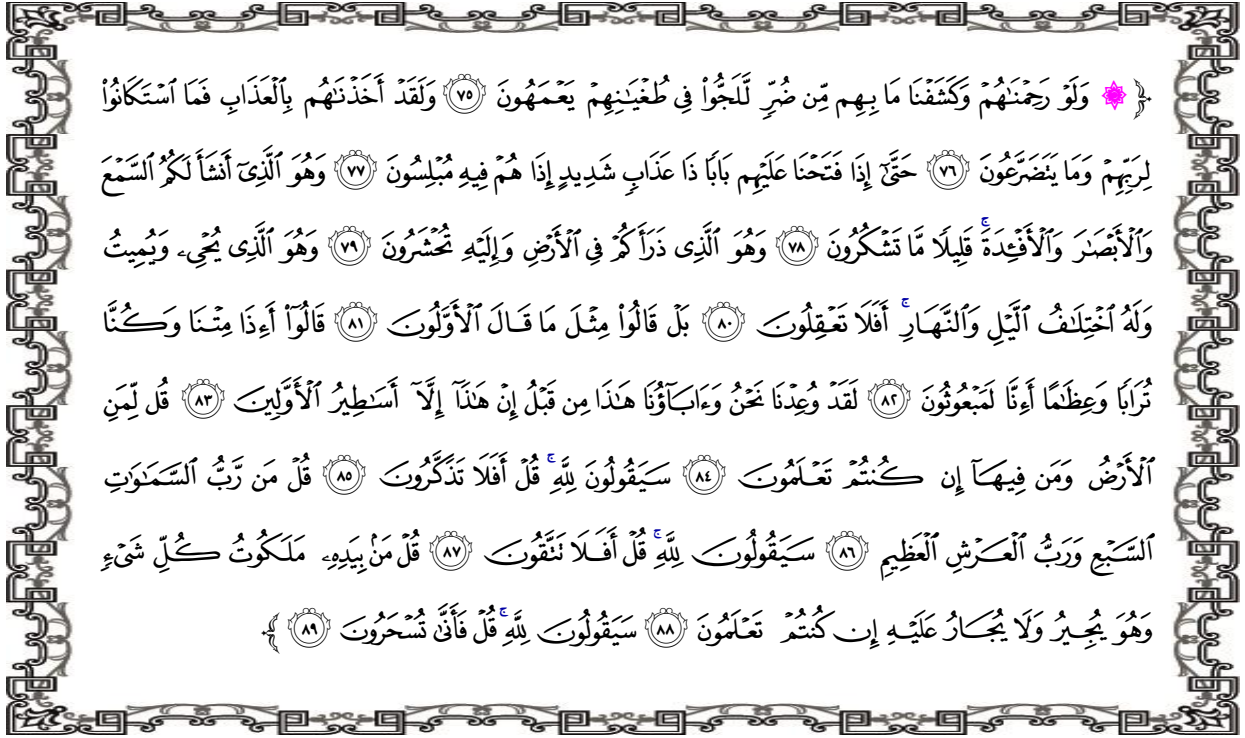 ﴿ ۞ وَلَوۡ رَحِمۡنَٰهُمۡ وَكَشَفۡنَا مَا بِهِم مِّن ضُرّٖ لَّلَجُّواْ فِي طُغۡيَٰنِهِمۡ يَعۡمَهُونَ ٧٥ وَلَقَدۡ أَخَذۡنَٰهُم بِٱلۡعَذَابِ فَمَا ٱسۡتَكَانُواْ
لِرَبِّهِمۡ وَمَا يَتَضَرَّعُونَ ٧٦ حَتَّىٰٓ إِذَا فَتَحۡنَا عَلَيۡهِم بَابٗا ذَا عَذَابٖ شَدِيدٍ إِذَا هُمۡ فِيهِ مُبۡلِسُونَ ٧٧ وَهُوَ ٱلَّذِيٓ أَنشَأَ لَكُمُ ٱلسَّمۡعَ
وَٱلۡأَبۡصَٰرَ وَٱلۡأَفۡـِٔدَةَۚ قَلِيلٗا مَّا تَشۡكُرُونَ ٧٨ وَهُوَ ٱلَّذِي ذَرَأَكُمۡ فِي ٱلۡأَرۡضِ وَإِلَيۡهِ تُحۡشَرُونَ ٧٩ وَهُوَ ٱلَّذِي يُحۡيِۦ وَيُمِيتُ
وَلَهُ ٱخۡتِلَٰفُ ٱلَّيۡلِ وَٱلنَّهَارِۚ أَفَلَا تَعۡقِلُونَ ٨٠ بَلۡ قَالُواْ مِثۡلَ مَا قَالَ ٱلۡأَوَّلُونَ ٨١ قَالُوٓاْ أَءِذَا مِتۡنَا وَكُنَّا
تُرَابٗا وَعِظَٰمًا أَءِنَّا لَمَبۡعُوثُونَ ٨٢ لَقَدۡ وُعِدۡنَا نَحۡنُ وَءَابَآؤُنَا هَٰذَا مِن قَبۡلُ إِنۡ هَٰذَآ إِلَّآ أَسَٰطِيرُ ٱلۡأَوَّلِينَ ٨٣ قُل لِّمَنِ
ٱلۡأَرۡضُ وَمَن فِيهَآ إِن كُنتُمۡ تَعۡلَمُونَ ٨٤ سَيَقُولُونَ لِلَّهِۚ قُلۡ أَفَلَا تَذَكَّرُونَ ٨٥ قُلۡ مَن رَّبُّ ٱلسَّمَٰوَٰتِ
ٱلسَّبۡعِ وَرَبُّ ٱلۡعَرۡشِ ٱلۡعَظِيمِ ٨٦ سَيَقُولُونَ لِلَّهِۚ قُلۡ أَفَلَا تَتَّقُونَ ٨٧ قُلۡ مَنۢ بِيَدِهِۦ مَلَكُوتُ كُلِّ شَيۡءٖ
وَهُوَ يُجِيرُ وَلَا يُجَارُ عَلَيۡهِ إِن كُنتُمۡ تَعۡلَمُونَ ٨٨ سَيَقُولُونَ لِلَّهِۚ قُلۡ فَأَنَّىٰ تُسۡحَرُونَ ٨٩ ﴾